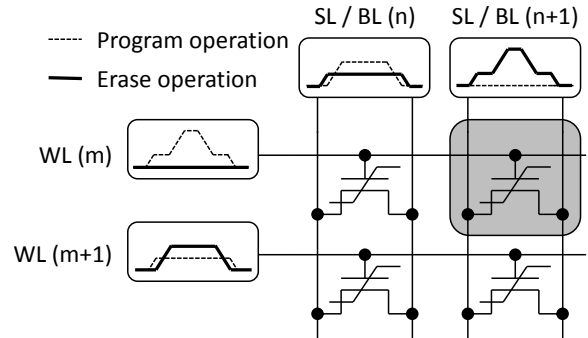 SL / BL (n)
SL / BL (n+1)
Program operation
Erase operation
WL (m)
WL (m+1)